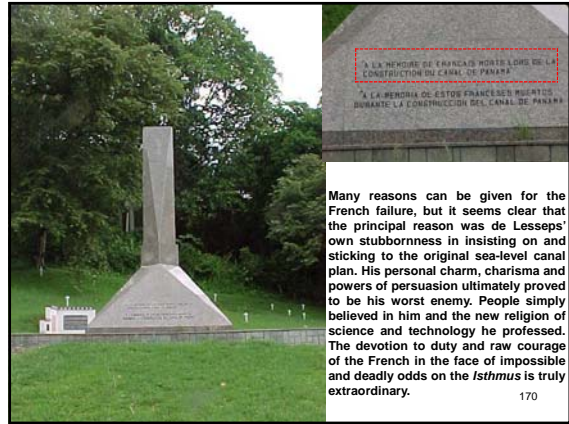 "A LA MEMOIRE DE FRANCAIS MORTS LORS DE LA
CONSTRUCTION DU CANAL DE PANAMA"
"A LA MEMORIA DE ESTOS FRANCESES MUERTOS
DURANTE LA CONSTRUCCION DEL CANAL DE PANAMA
Many reasons can be given for the
French failure, but it seems clear that
the principal reason was de Lesseps'
own stubbornness in insisting on and
sticking to the original sea-level canal
plan. His personal charm, charisma and
powers of persuasion ultimately proved
to be his worst enemy. People simply
believed in him and the new religion of
science and technology he professed.
The devotion to duty and raw courage
of the French in the face of impossible
and deadly odds on the Isthmus is truly
extraordinary.
170